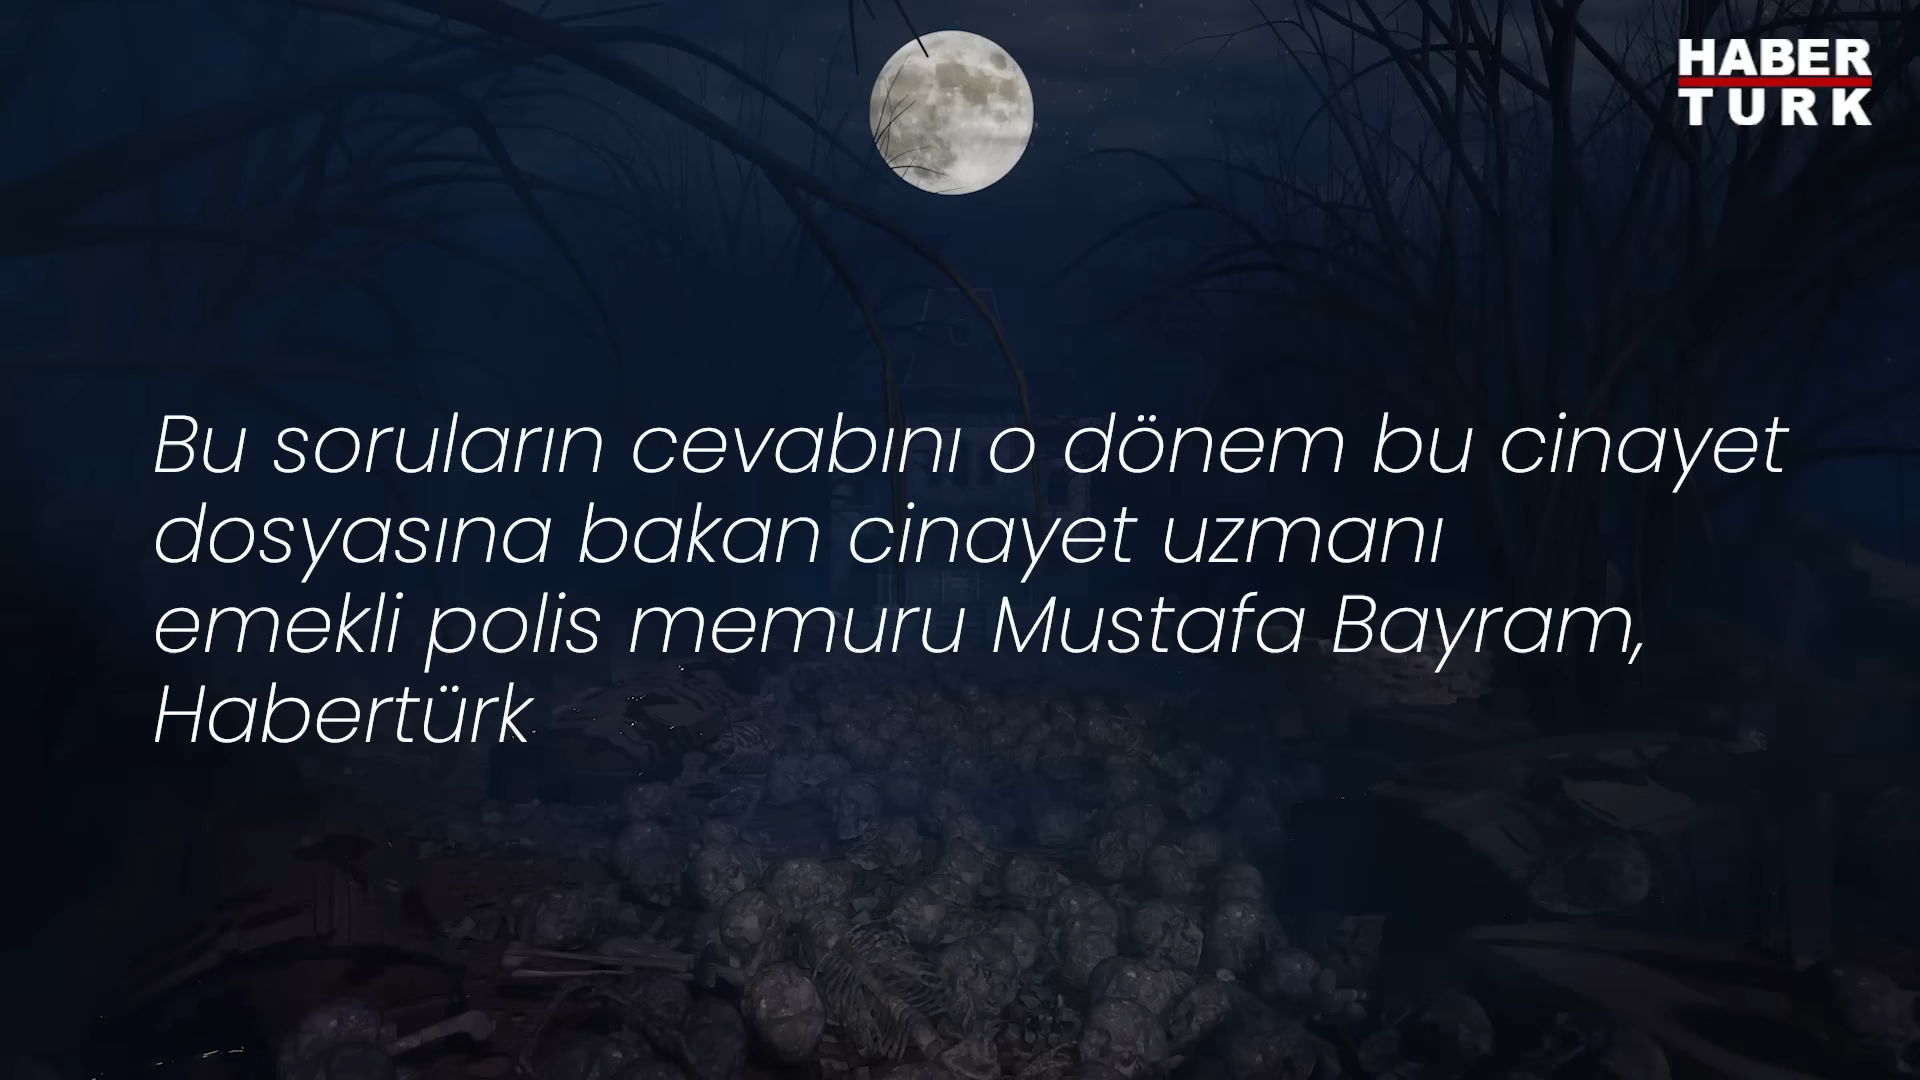 HABER
TURK
Bu soruların cevabını o dönem bu cinayet
dosyasına bakan cinayet uzmanı
emekli polis memuru Mustafa Bayram,
Habertürk